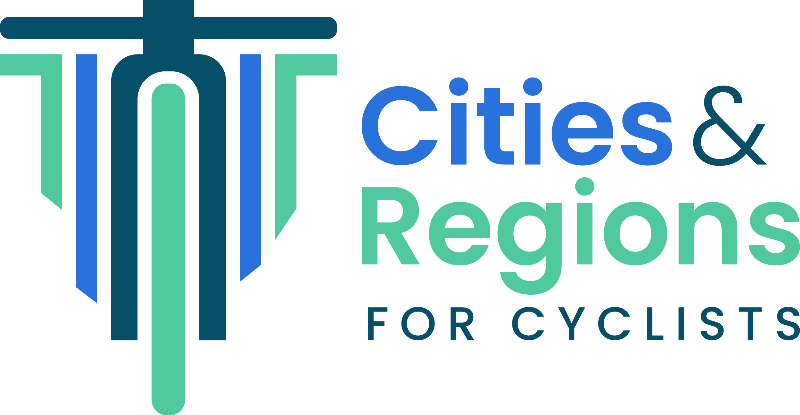 Cities &
Regions
FOR CYCLISTS